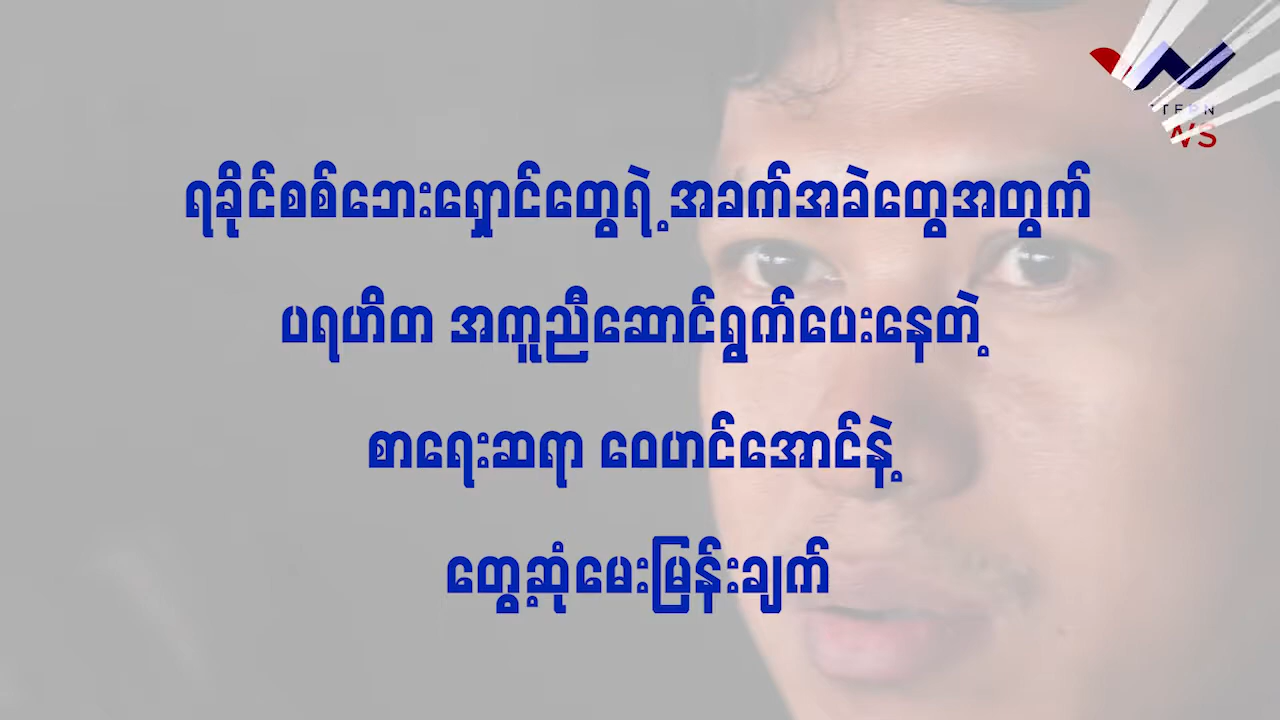 ရခိုင်စစ်ဘေးရှောင်တွေရဲ့အခက်အခဲတွေအတွက်
ပရဟိတ အကူညီဆောင်ရွက်ပေးနေတဲ့
စာရေးဆရာ ဝေဟင်အောင်နဲ့
တွေ့ဆုံမေးမြန်းချက်